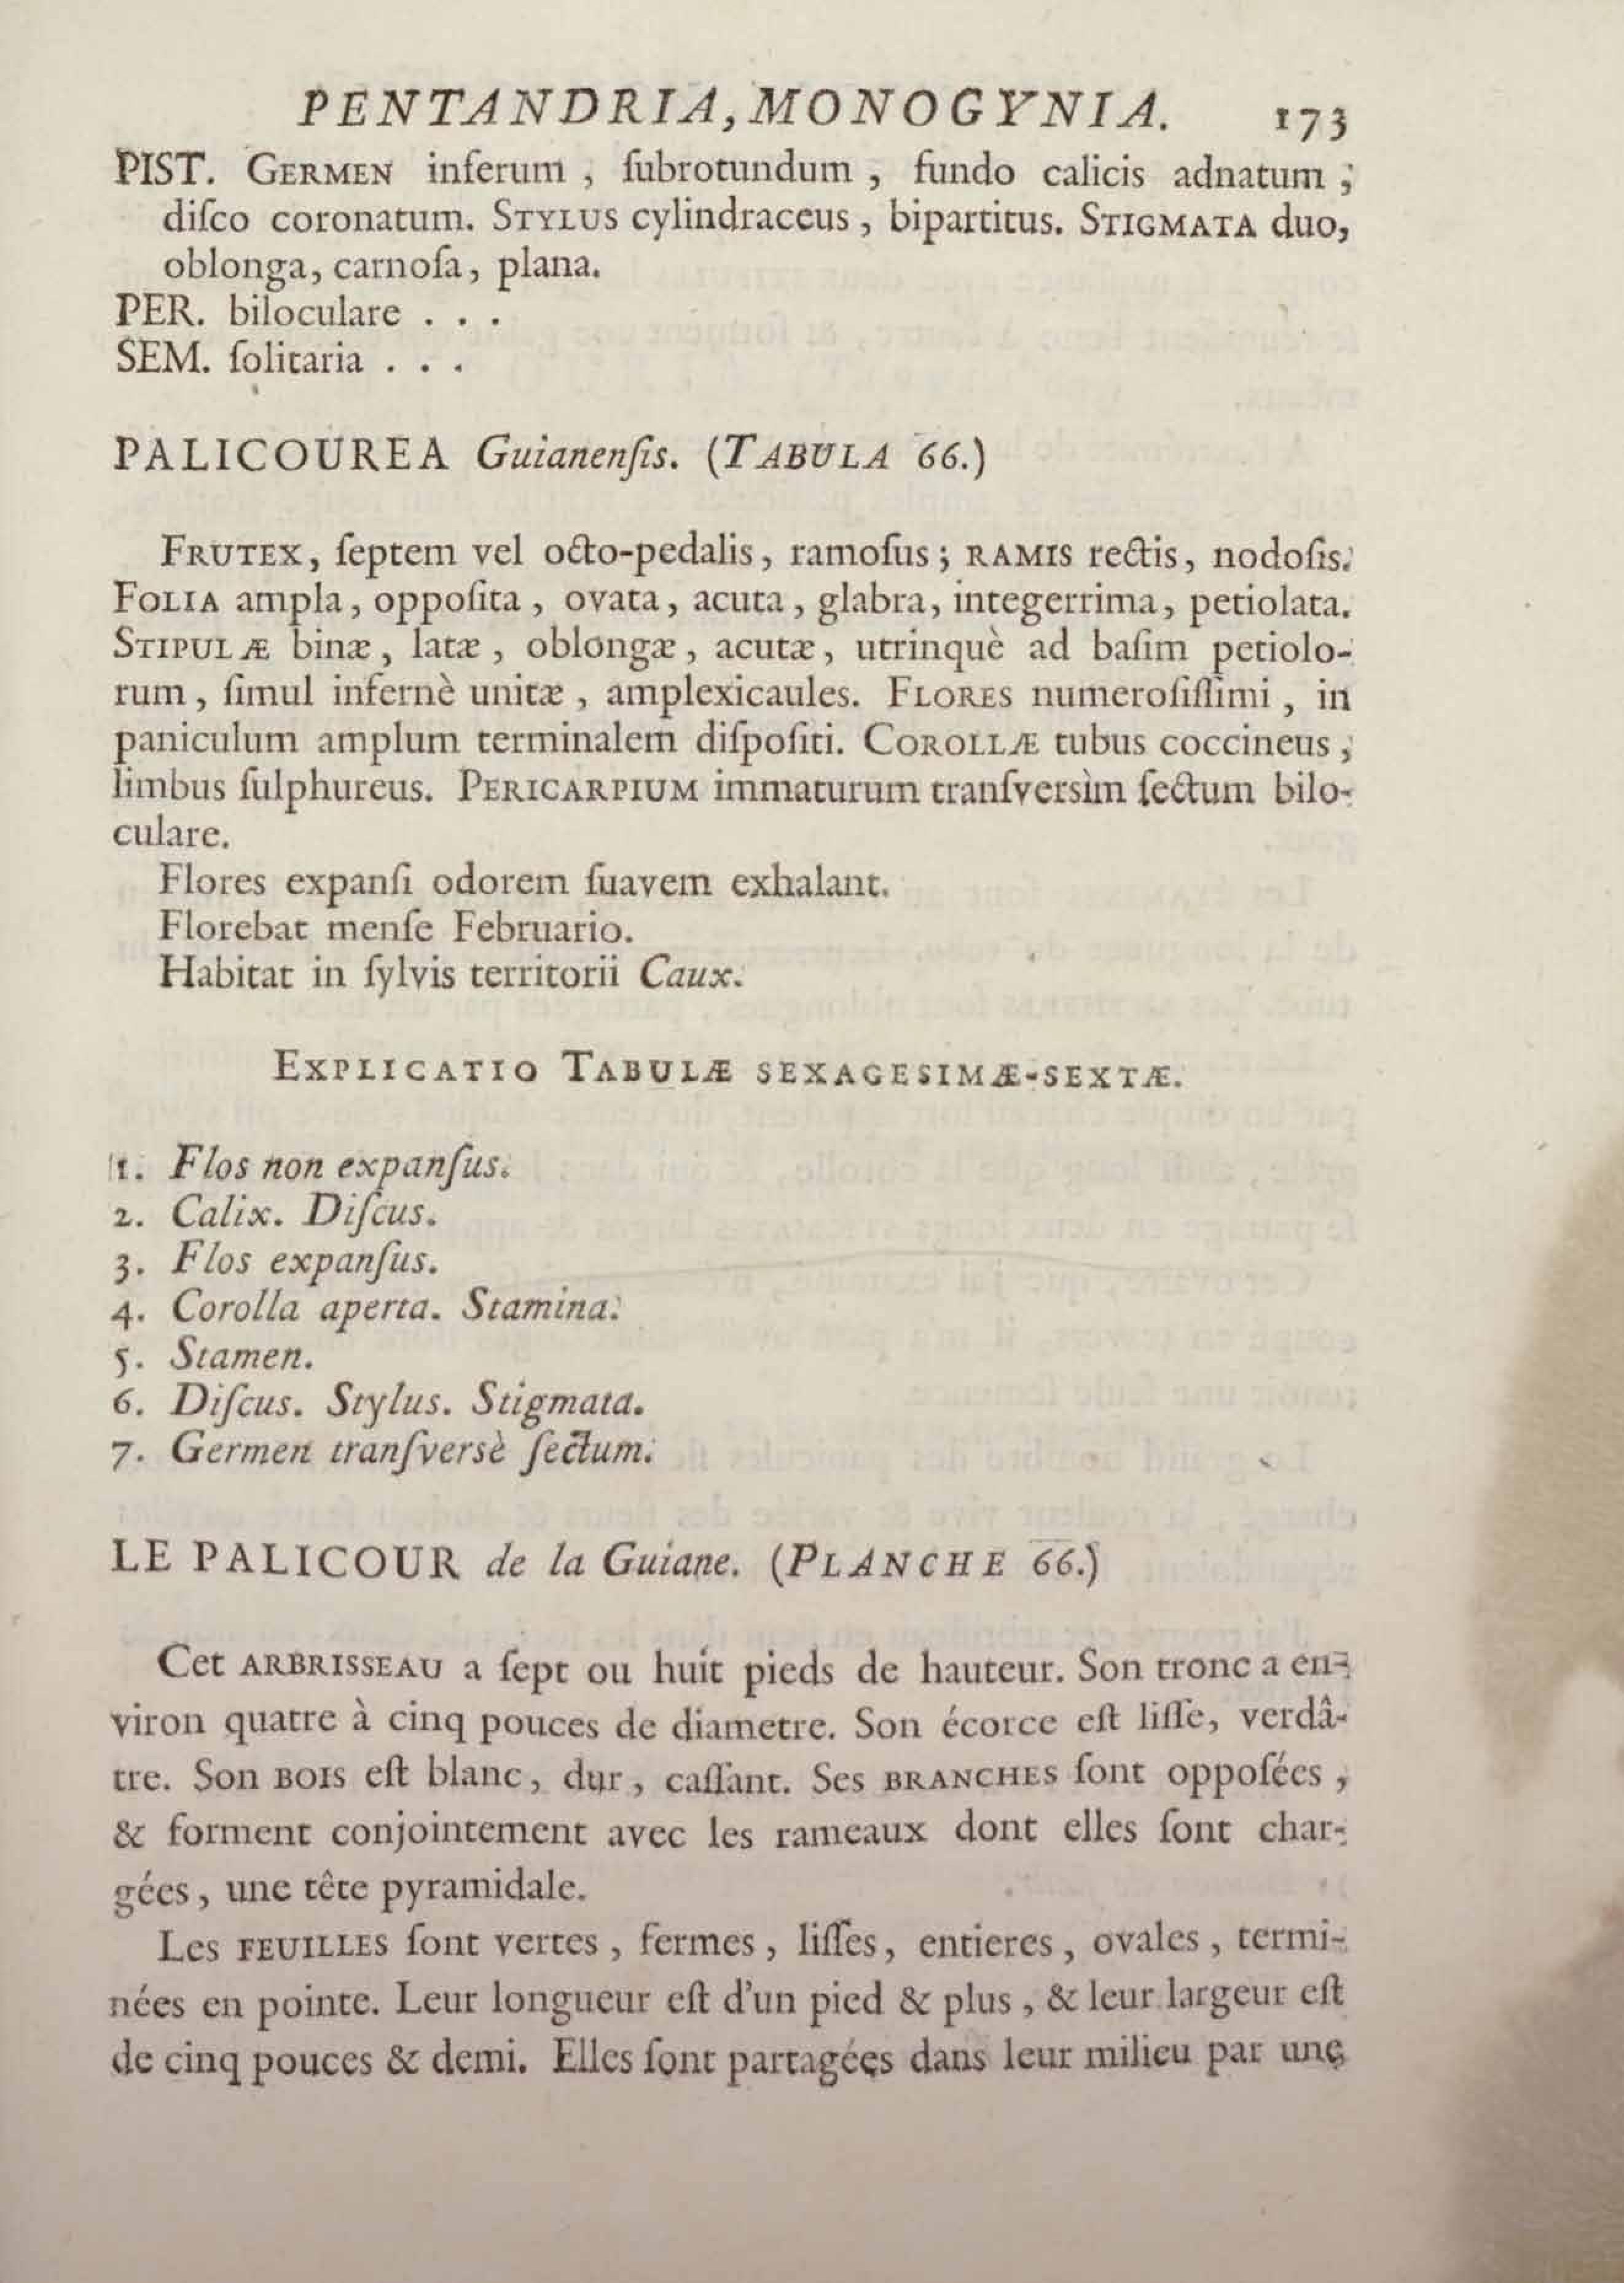 PENTANDRIA, MONOGYNIA. 173
PIST. GERMEN inferum , ſubrotundum , fundo calicis adnatum ;
diſco coronatum. STYLUS cylindraceus , bipartitus. STIGMATA duo,
oblonga, carnoſa, plana.
PER. biloculare . . .
SEM. ſolitaria . . .
PALICOUREA Guianenſis. (TABULA 66.)
FRUTEX, ſeptem vel octo-pedalis, ramoſus; RAMIS rectis, nodoſis.
FOLIA ampla, oppoſita , ovata, acuta, glabra, integerrima, petiolata.
STIPULÆ binæ, latæ , oblongæ, acutæ, utrinquè ad baſim petiolo-
rum, ſimul infernè unitæ , amplexicaules. FLORES numeroſiſſimi , in
paniculum amplum terminalem diſpoſiti. COROLLÆ tubus coccineus ,
limbus ſulphureus. PERICARPIUM immaturum tranſversìm ſectum bilo-
culare.
Flores expanſi odorem ſuavem exhalant.
Florebat menſe Februario.
Habitat in ſylvis territorii Caux.
EXPLICATIO TABULÆ SEXAGESIMÆ-SEXTÆ.
1. Flos non expanſus.
2. Calix. Diſcus.
3. Flos expanſus.
4. Corolla aperta. Stamina.
5. Stamen.
6. Diſcus. Stylus. Stigmata.
7. Germen tranſversè ſectum.
LE PALICOUR de la Guiane. (PLANCHE 66.)
Cet ARBRISSEAU a ſept ou huit pieds de hauteur. Son tronc a en-
viron quatre à cinq pouces de diametre. Son écorce eſt liſſe, verdâ-
tre. Son BOIS eſt blanc, dur, caſſant. Ses BRANCHES ſont oppoſées ,
& forment conjointement avec les rameaux dont elles ſont char-
gées, une tête pyramidale.
Les FEUILLES ſont vertes , fermes, liſſes, entieres, ovales, termi-
nées en pointe. Leur longueur eſt d'un pied & plus , & leur largeur eſt
de cinq pouces & demi. Elles ſont partagées dans leur milieu par une